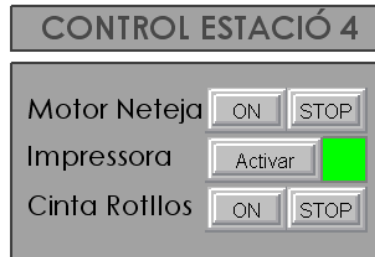 CONTROL ESTACIÓ 4
Motor Neteja ON STOP
Impressora Activar
Cinta Rotllos ON STOP